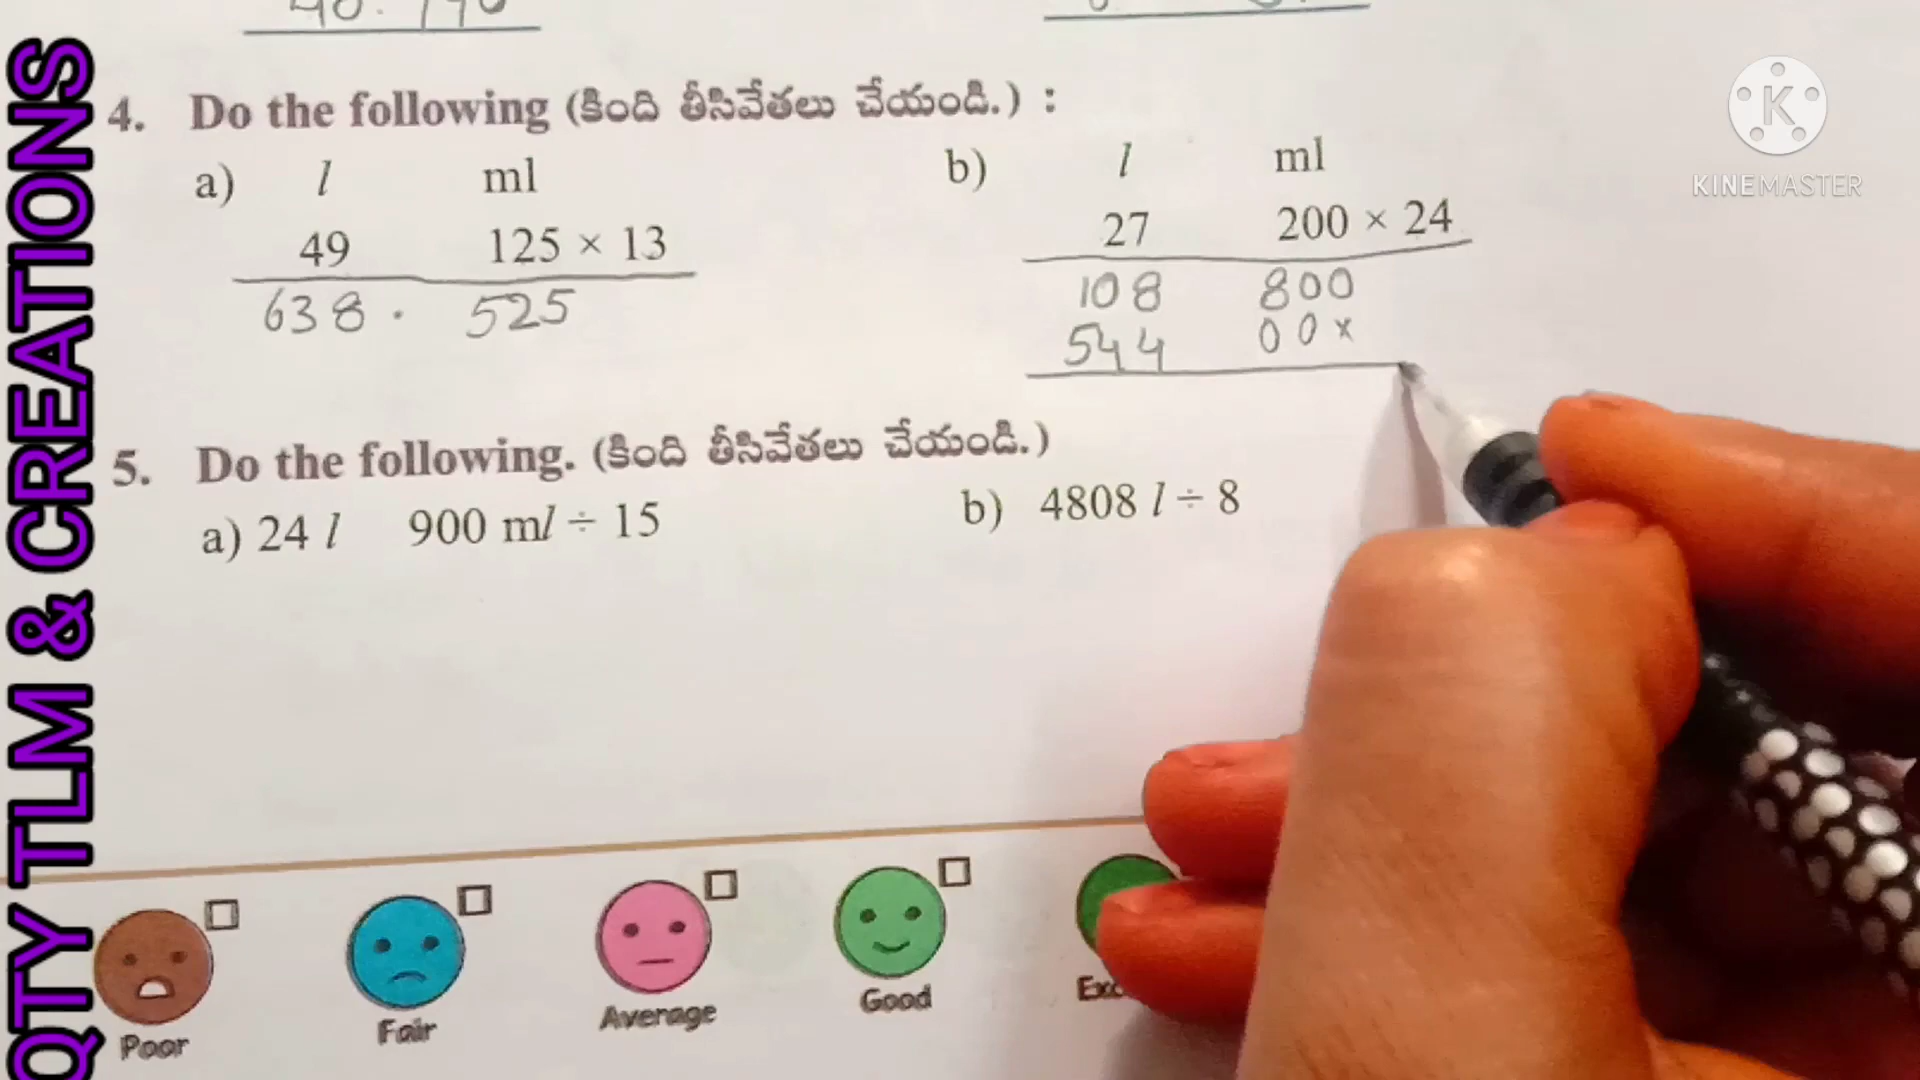 QTY TLM & CREATIONS
KINEMASTER
4. Do the following (కింది తీసివేతలు చేయండి.) :
a) l ml
49 125 × 13
638 . 525
b) l ml
27 200 × 24
108 800
544 00×
5. Do the following. (కింది తీసివేతలు చేయండి.)
a) 24 l 900 ml ÷ 15
b) 4808 l ÷ 8
Poor Fair Average Good